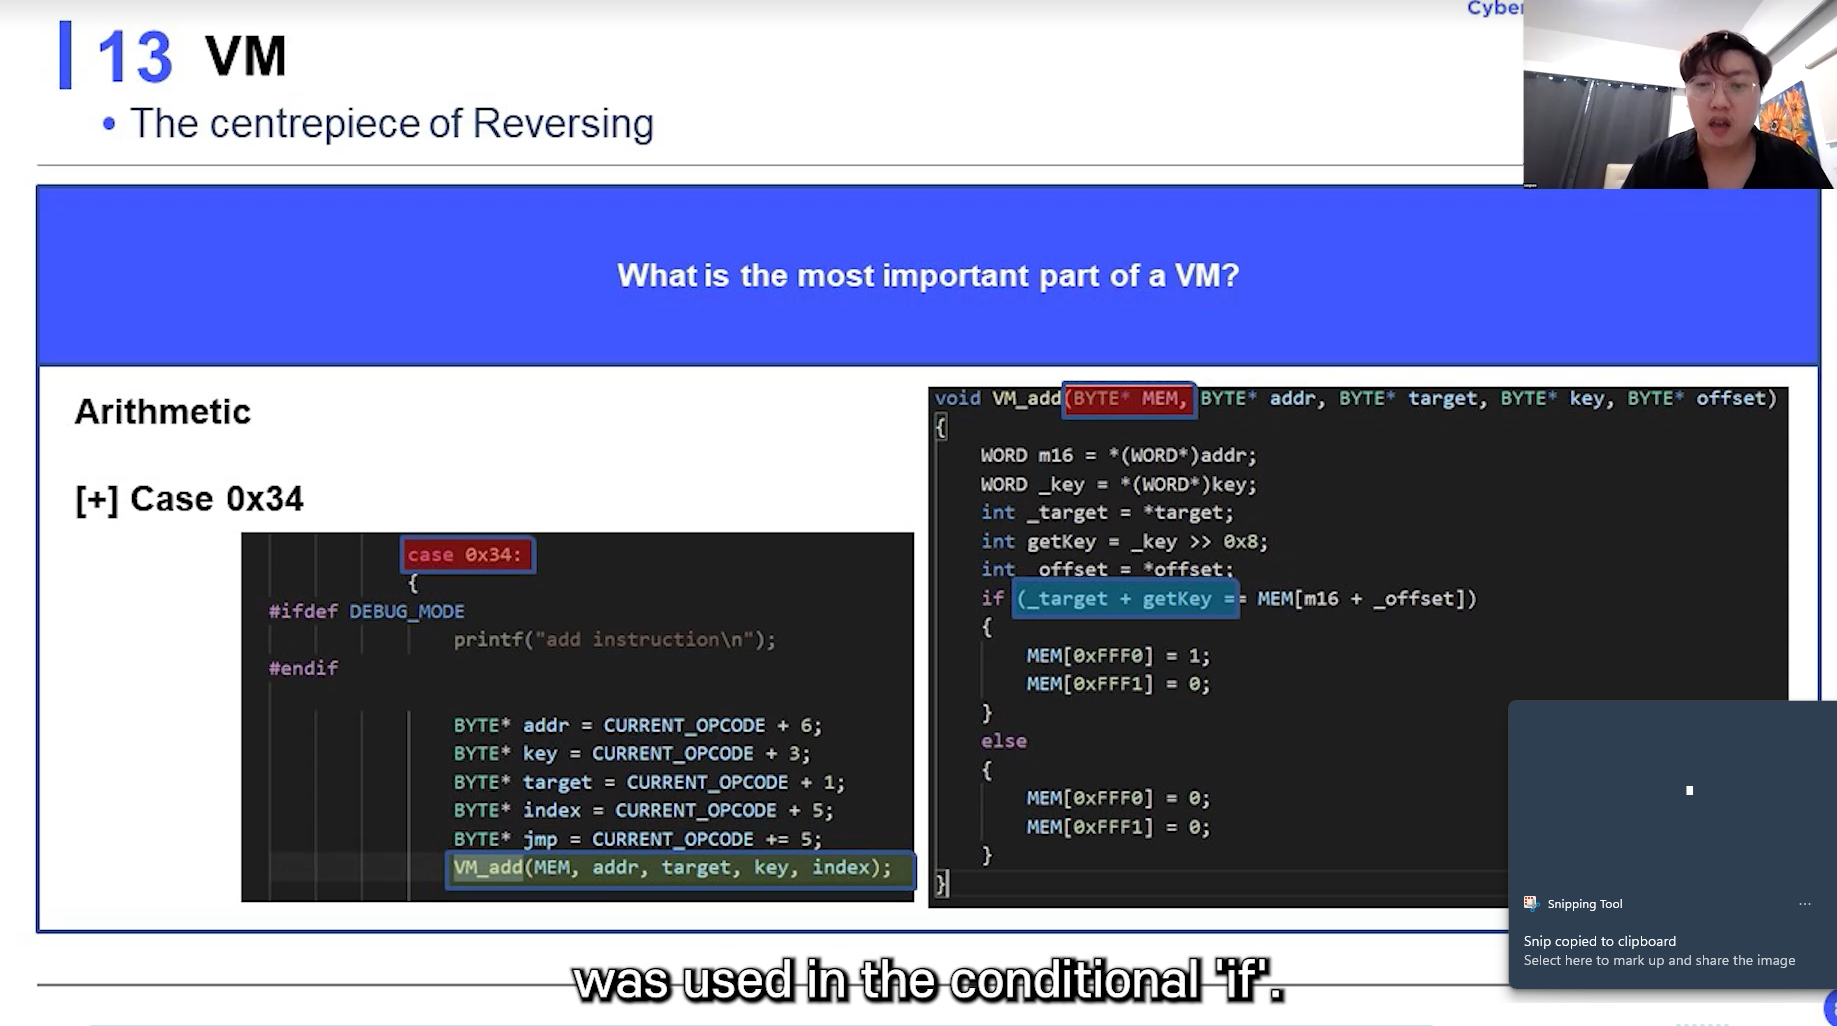 Cyber
13 VM
• The centrepiece of Reversing
What is the most important part of a VM?
Arithmetic
[+] Case 0x34
case 0x34:
{
#ifdef DEBUG_MODE
printf("add instruction\n");
#endif
BYTE* addr = CURRENT_OPCODE + 6;
BYTE* key = CURRENT_OPCODE + 3;
BYTE* target = CURRENT_OPCODE + 1;
BYTE* index = CURRENT_OPCODE + 5;
BYTE* jmp = CURRENT_OPCODE += 5;
VM_add(MEM, addr, target, key, index);
void VM_add(BYTE* MEM, BYTE* addr, BYTE* target, BYTE* key, BYTE* offset)
{
WORD m16 = *(WORD*)addr;
WORD _key = *(WORD*)key;
int _target = *target;
int getKey = _key >> 0x8;
int _offset = *offset;
if (_target + getKey == MEM[m16 + _offset])
{
MEM[0xFFF0] = 1;
MEM[0xFFF1] = 0;
}
else
{
MEM[0xFFF0] = 0;
MEM[0xFFF1] = 0;
}
}
Snipping Tool
Snip copied to clipboard
Select here to mark up and share the image
was used in the conditional 'if'.